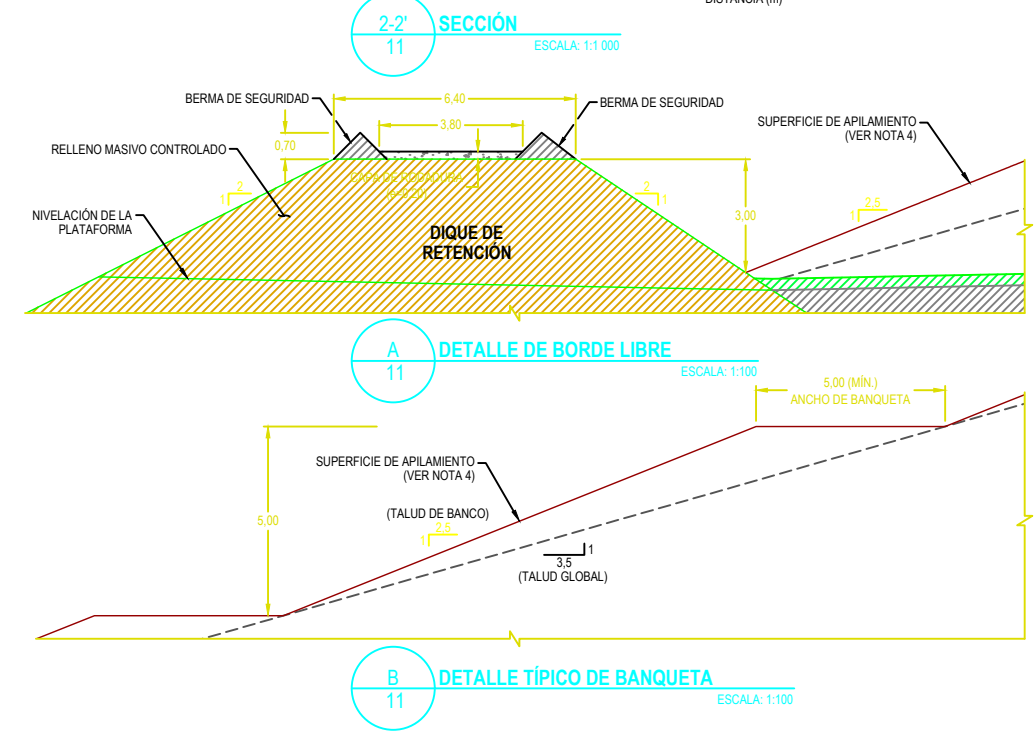 DISTANCIA (m)
2-2'
11
SECCIÓN
ESCALA: 1:1 000
BERMA DE SEGURIDAD
6,40
BERMA DE SEGURIDAD
3,80
0,70
SUPERFICIE DE APILAMIENTO
(VER NOTA 4)
RELLENO MASIVO CONTROLADO
CAPA DE RODADURA
2
1
2
1
2.5
1
3,00
NIVELACIÓN DE LA
PLATAFORMA
DIQUE DE
RETENCIÓN
A
11
DETALLE DE BORDE LIBRE
ESCALA: 1:100
5,00 (MÍN.)
ANCHO DE BANQUETA
SUPERFICIE DE APILAMIENTO
(VER NOTA 4)
5,00
(TALUD DE BANCO)
2.5
1
1
3,5
(TALUD GLOBAL)
B
11
DETALLE TÍPICO DE BANQUETA
ESCALA: 1:100